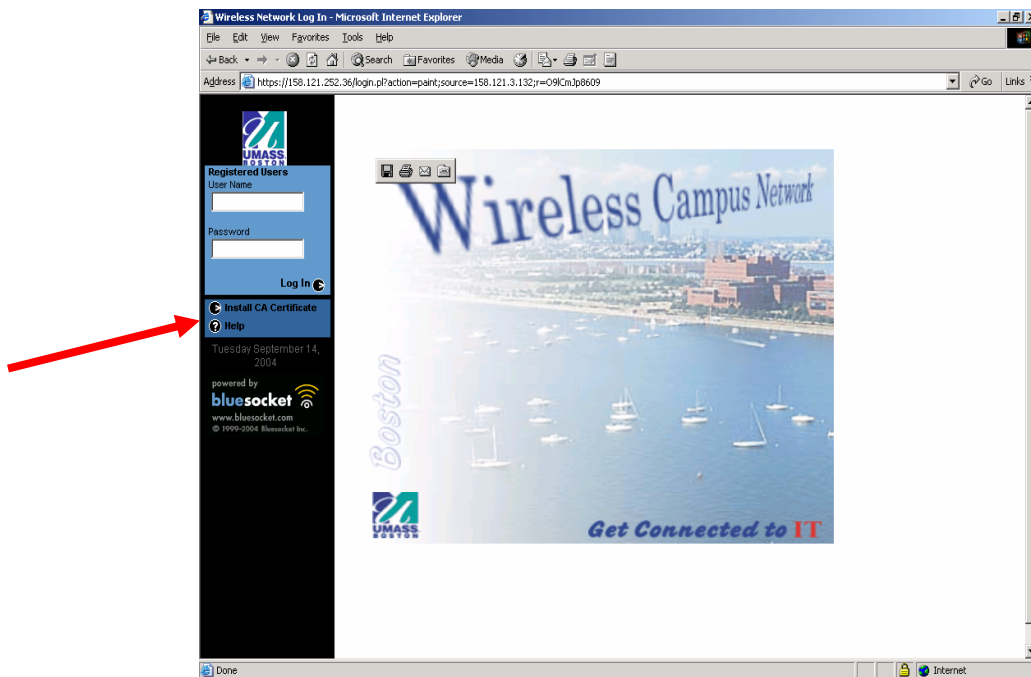 Wireless Network Log In - Microsoft Internet Explorer
File Edit View Favorites Tools Help
Back Search Favorites Media
Address https://158.121.252.36/login.pl?action=paint;source=158.121.3.132;r=O9lCmJp8609 Go Links
UMASS
BOSTON
Registered Users
User Name
Password
Log In
Install CA Certificate
? Help
Tuesday September 14,
2004
powered by
bluesocket
www.bluesocket.com
© 1999-2004 Bluesocket Inc.
Wireless Campus Network
Boston
UMASS
BOSTON
Get Connected to IT
Done Internet